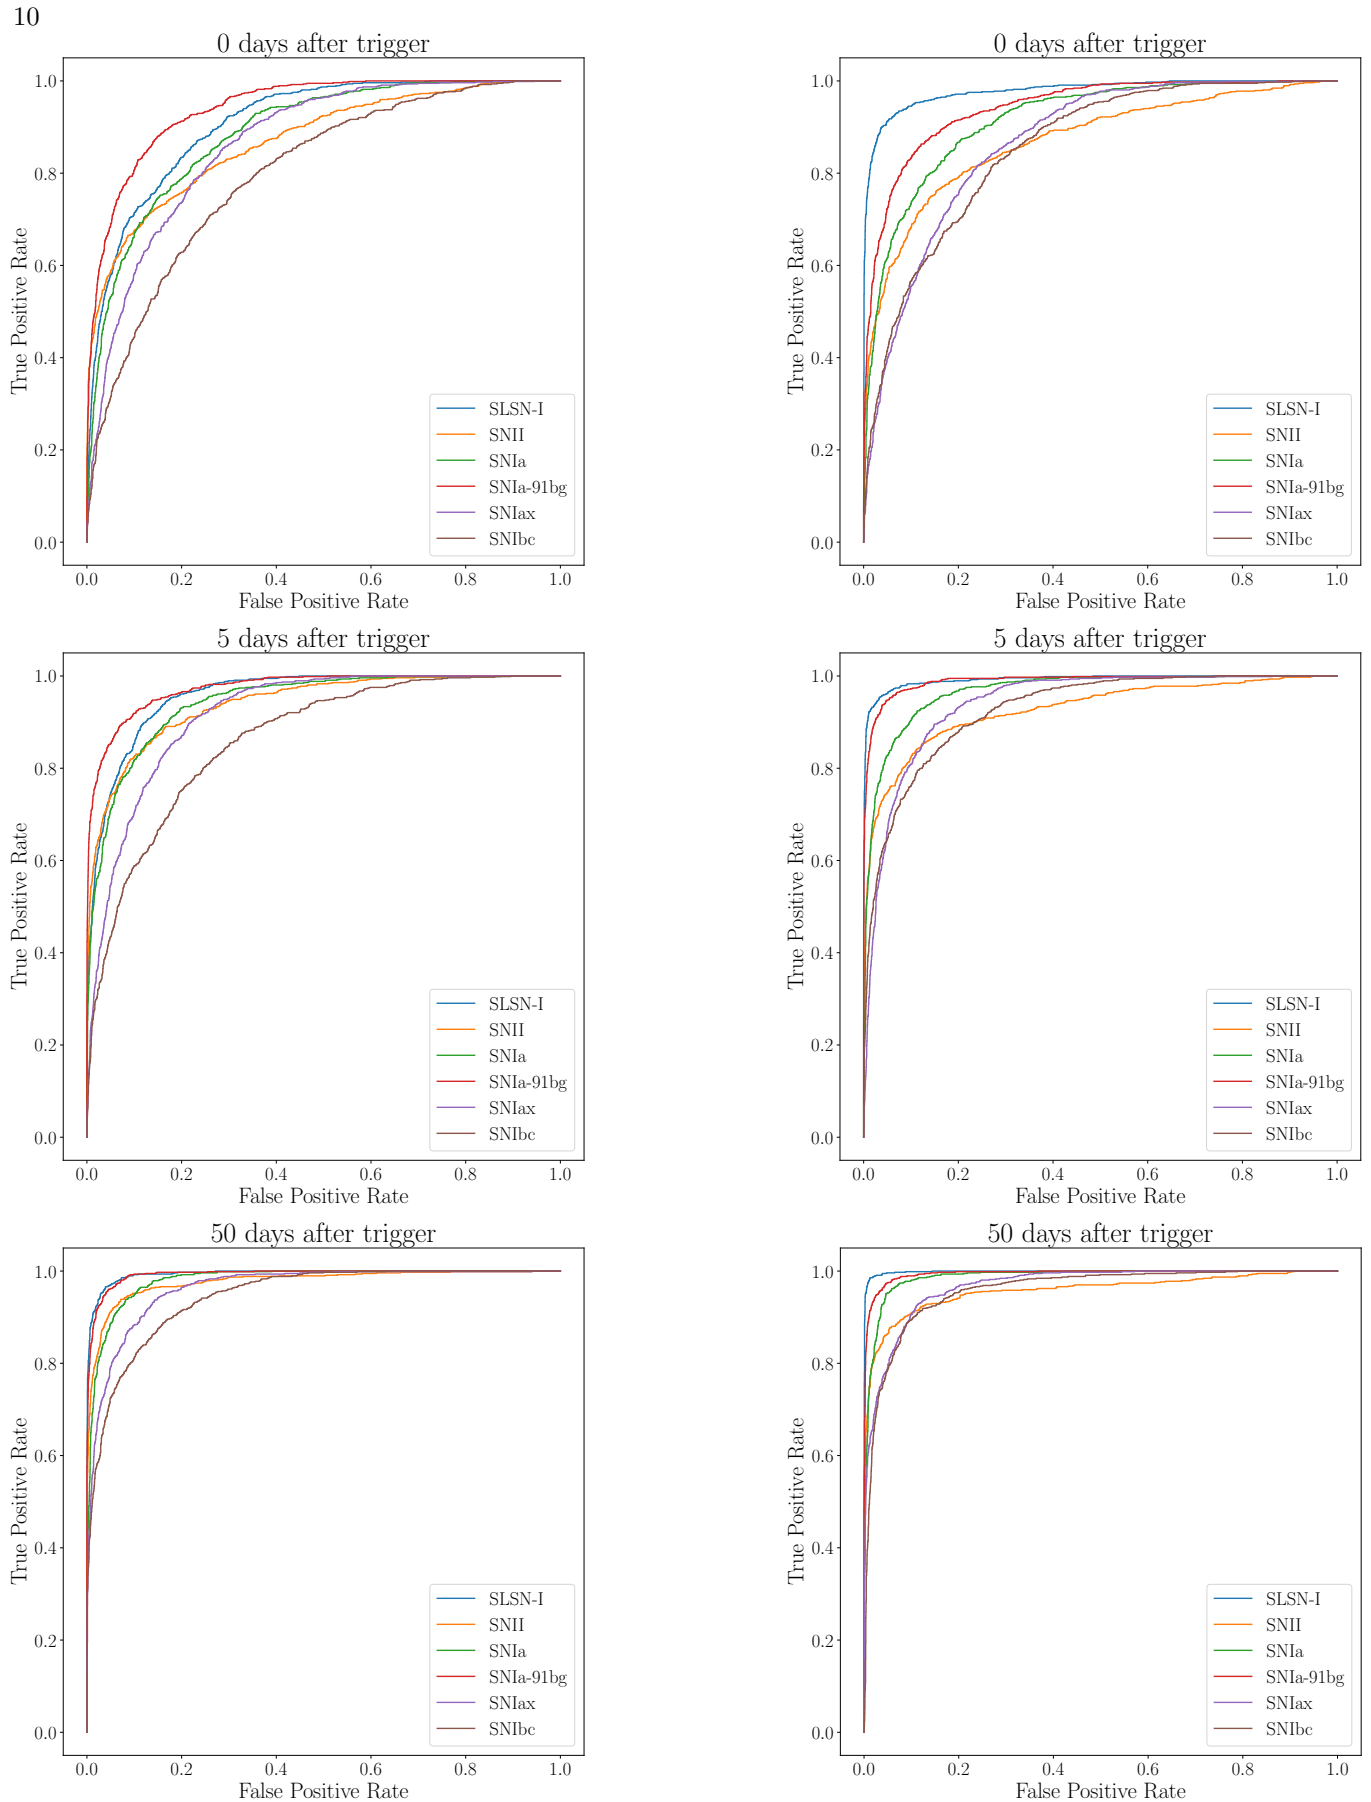 10
0 days after trigger
True Positive Rate
1.0
0.8
0.6
0.4
0.2
0.0
SLSN-I
SNII
SNIa
SNIa-91bg
SNIax
SNIbc
0.0 0.2 0.4 0.6 0.8 1.0
False Positive Rate
0 days after trigger
True Positive Rate
1.0
0.8
0.6
0.4
0.2
0.0
SLSN-I
SNII
SNIa
SNIa-91bg
SNIax
SNIbc
0.0 0.2 0.4 0.6 0.8 1.0
False Positive Rate
5 days after trigger
True Positive Rate
1.0
0.8
0.6
0.4
0.2
0.0
SLSN-I
SNII
SNIa
SNIa-91bg
SNIax
SNIbc
0.0 0.2 0.4 0.6 0.8 1.0
False Positive Rate
5 days after trigger
True Positive Rate
1.0
0.8
0.6
0.4
0.2
0.0
SLSN-I
SNII
SNIa
SNIa-91bg
SNIax
SNIbc
0.0 0.2 0.4 0.6 0.8 1.0
False Positive Rate
50 days after trigger
True Positive Rate
1.0
0.8
0.6
0.4
0.2
0.0
SLSN-I
SNII
SNIa
SNIa-91bg
SNIax
SNIbc
0.0 0.2 0.4 0.6 0.8 1.0
False Positive Rate
50 days after trigger
True Positive Rate
1.0
0.8
0.6
0.4
0.2
0.0
SLSN-I
SNII
SNIa
SNIa-91bg
SNIax
SNIbc
0.0 0.2 0.4 0.6 0.8 1.0
False Positive Rate